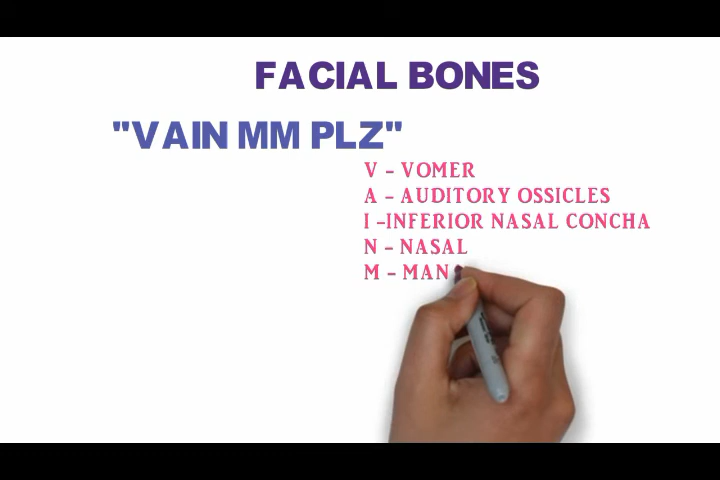 FACIAL BONES
"VAIN MM PLZ"
V - VOMER
A - AUDITORY OSSICLES
I -INFERIOR NASAL CONCHA
N - NASAL
M - MAN